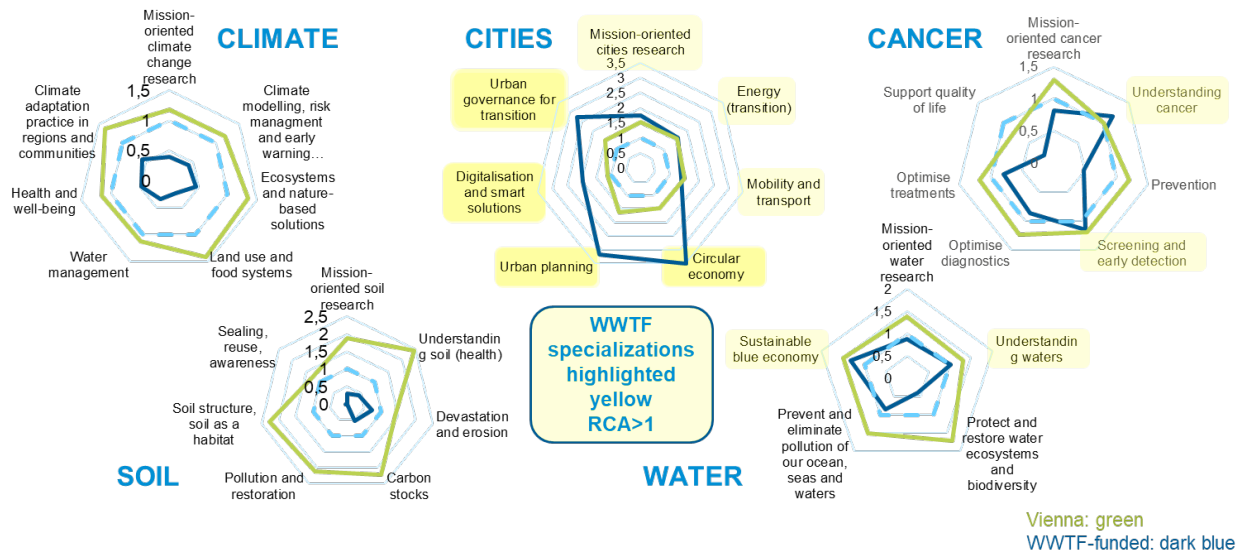 CLIMATE
Mission-
oriented
climate
change
research
Climate
modelling, risk
managment and
early
warning…
Ecosystems
and nature-
based
solutions
Land use and
food systems
Water
management
Health and
well-being
Climate
adaptation
practice in
regions and
communities
1,5
1
0,5
0
CITIES
Mission-oriented
cities research
Energy
(transition)
Mobility and
transport
Circular
economy
Urban planning
Digitalisation
and smart
solutions
Urban
governance for
transition
3,5
3
2,5
2
1,5
1
0,5
0
CANCER
Mission-
oriented cancer
research
Understanding
cancer
Prevention
Screening and
early detection
Optimise
diagnostics
Optimise
treatments
Support quality
of life
1,5
1
0,5
0
SOIL
Mission-
oriented soil
research
Understandin
g soil (health)
Devastation
and erosion
Carbon
stocks
Pollution and
restoration
Soil structure,
soil as a
habitat
Sealing,
reuse,
awareness
2,5
2
1,5
1
0,5
0
WWTF
specializations
highlighted
yellow
RCA>1
WATER
Mission-
oriented
water
research
Understandin
g waters
Protect and
restore water
ecosystems
and
biodiversity
Prevent and
eliminate
pollution of
our ocean,
seas and
waters
Sustainable
blue economy
2
1,5
1
0,5
0
Vienna: green
WWTF-funded: dark blue